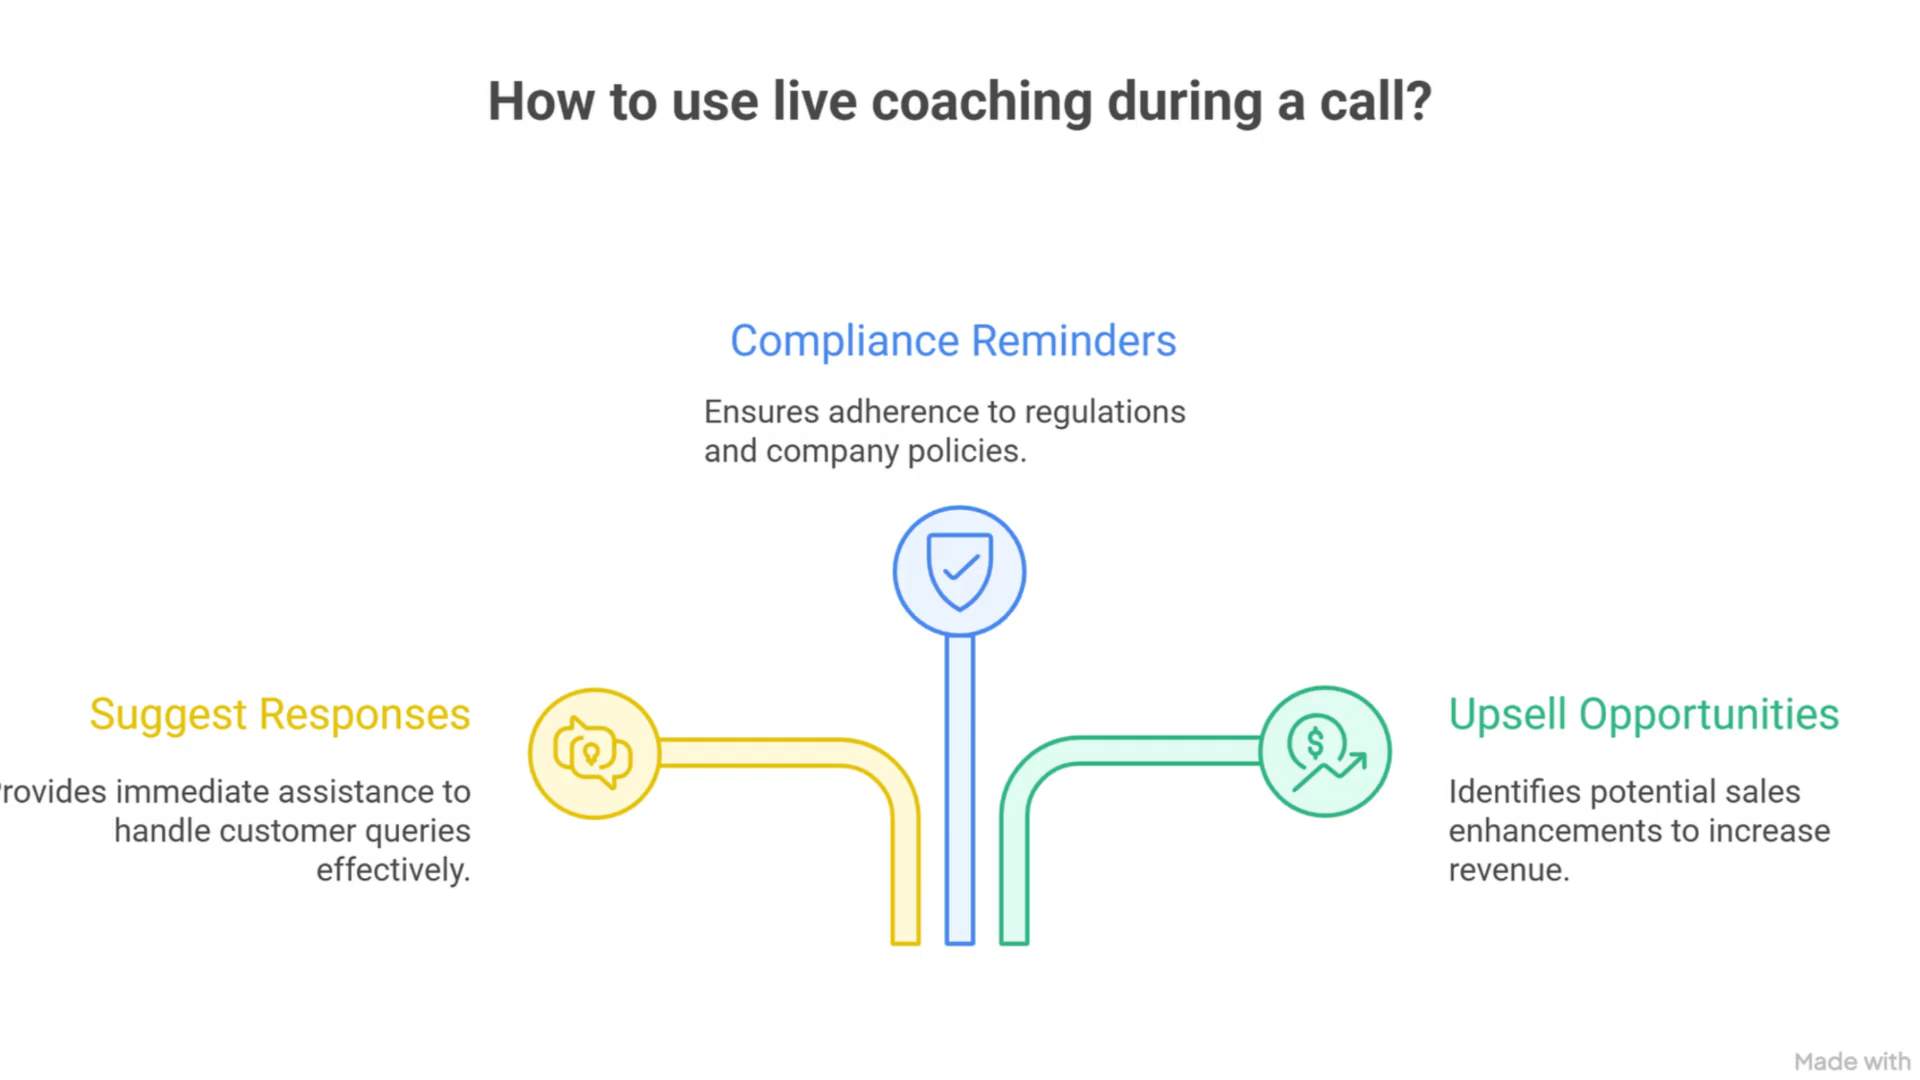 How to use live coaching during a call?
Compliance Reminders
Ensures adherence to regulations
and company policies.
Suggest Responses
rovides immediate assistance to
handle customer queries
effectively.
Upsell Opportunities
Identifies potential sales
enhancements to increase
revenue.
$
Made with